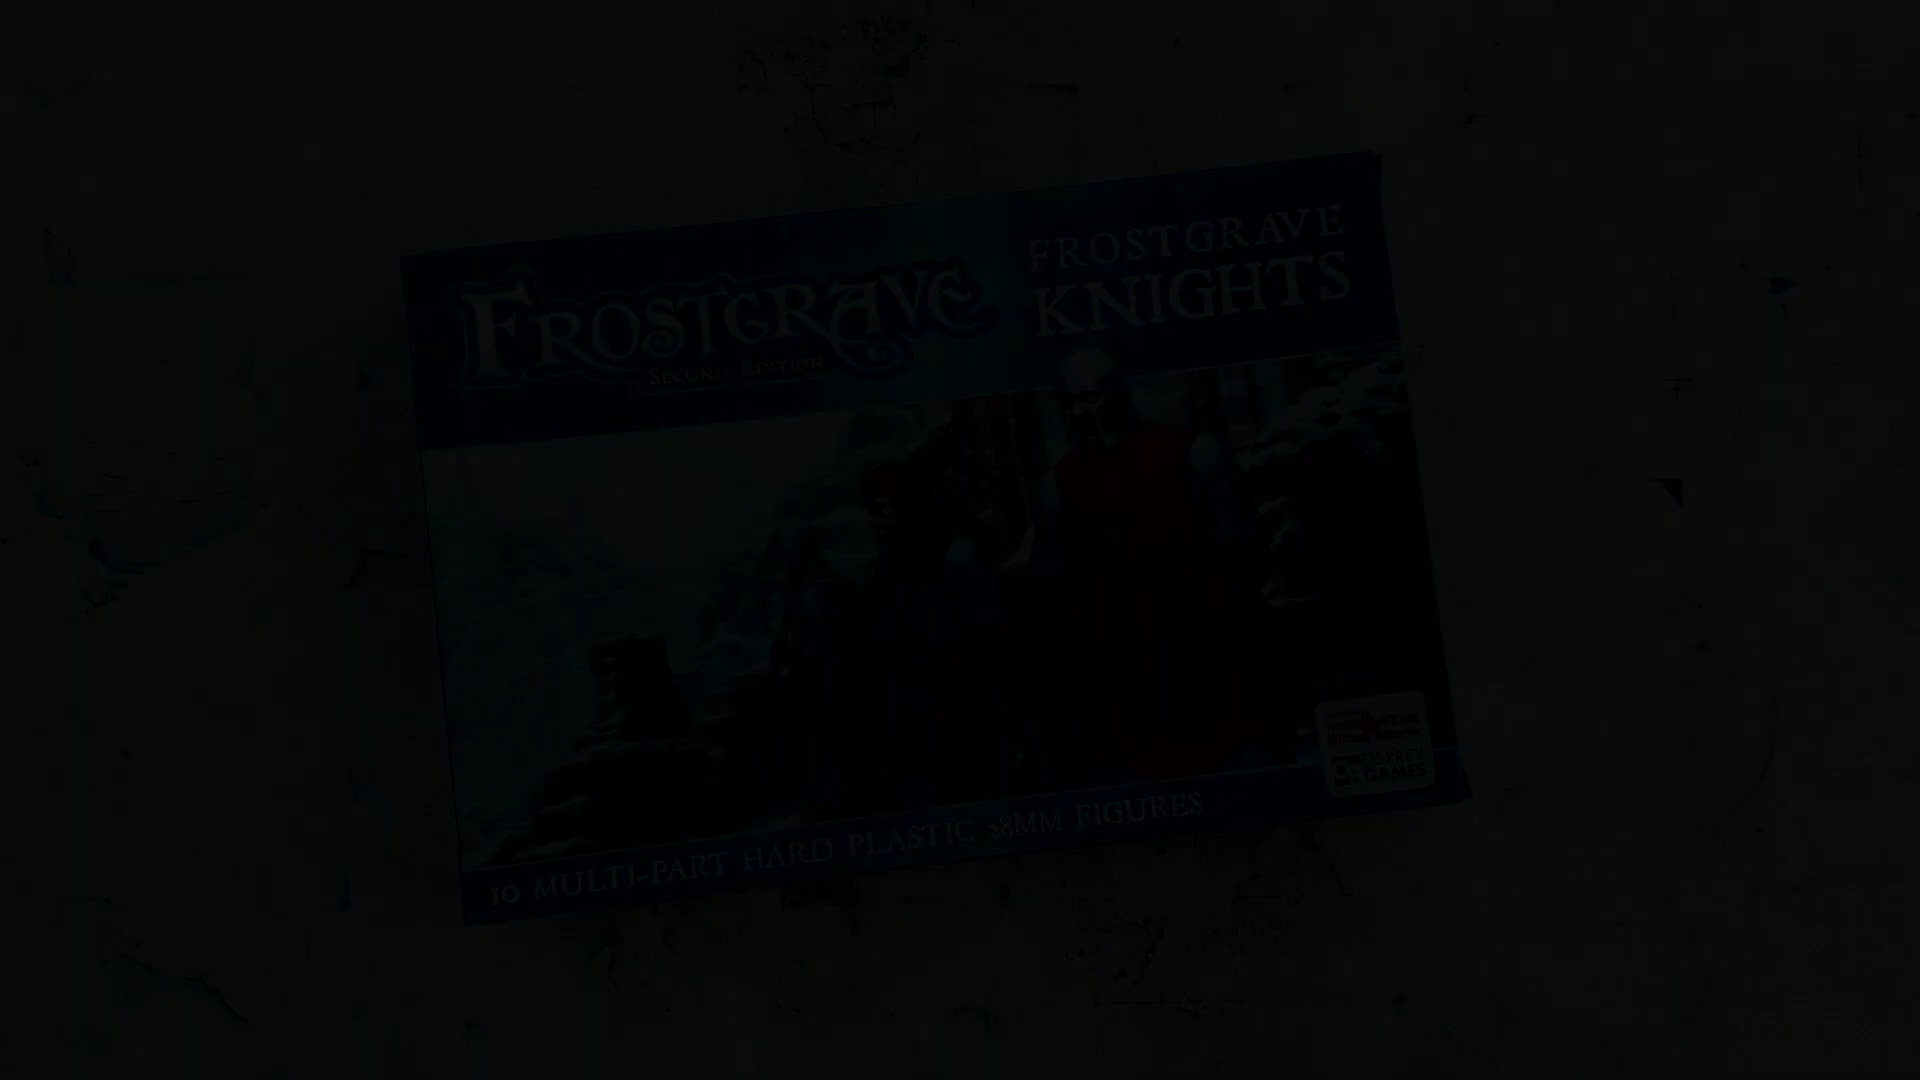 FROSTGRAVE
SECOND EDITION
FROSTGRAVE
KNIGHTS
OSPREY
GAMES
10 MULTI-PART HARD PLASTIC 28MM FIGURES